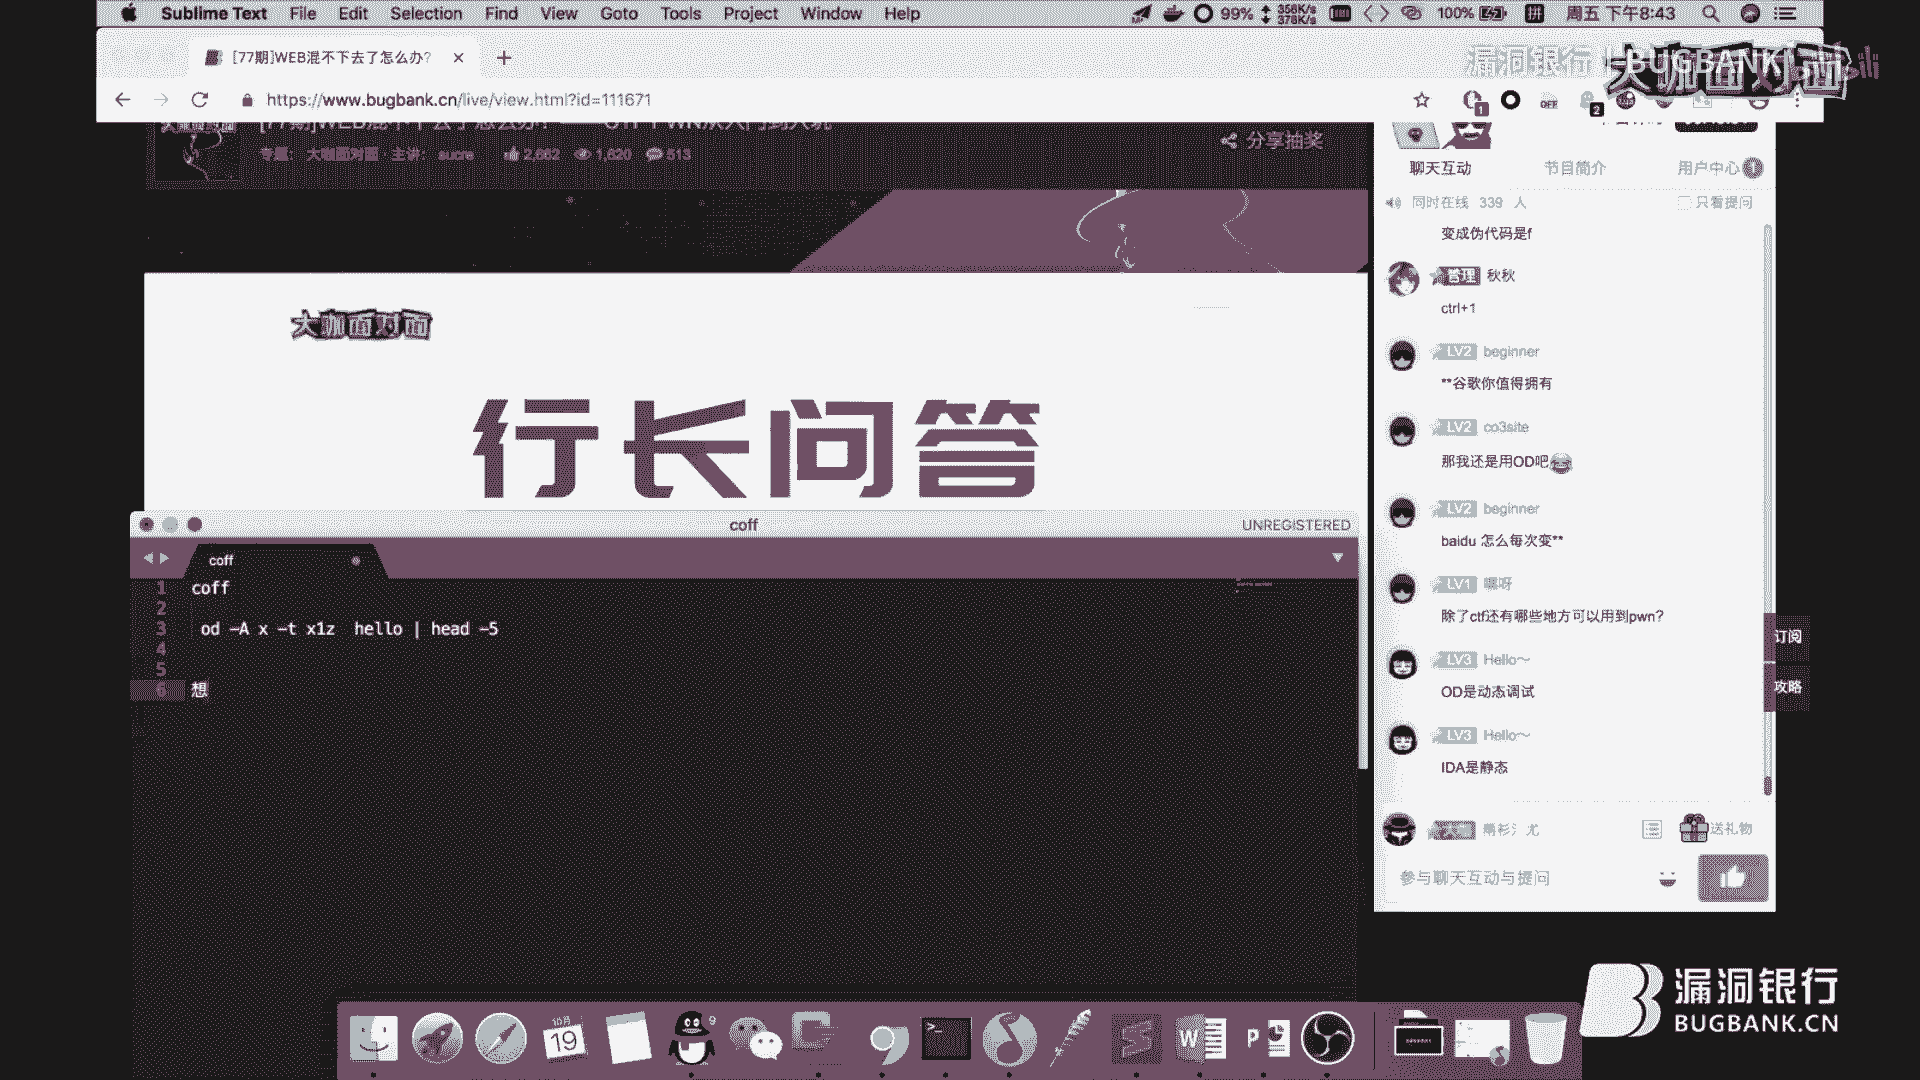 Sublime Text File Edit Selection Find View Goto Tools Project Window Help
99% 358K/s 378K/s 100% 拼 周五 下午8:43
[77期]WEB混不下去了怎么办?
漏洞银行 | BUGBANK
大咖面对面
https://www.bugbank.cn/live/view.html?id=111671
OFF
专题: 大咖面对面 · 主讲: sucre 2,662 1,620 513
分享抽奖
大咖面对面
行长问答
coff
UNREGISTERED
coff
1 coff
2
3 od -A x -t x1z hello | head -5
4
5
6 想
聊天互动 节目简介 用户中心 1
同时在线 339 人 只看提问
变成伪代码是f
管理 秋秋
ctrl+1
LV2 beginner
**谷歌你值得拥有
LV2 co3site
那我还是用OD吧
LV2 beginner
baidu 怎么每次变**
LV1 嘿呀
除了ctf还有哪些地方可以用到pwn?
LV3 Hello～
OD是动态调试
LV3 Hello～
IDA是静态
送礼物
参与聊天互动与提问
订阅
攻略
10月
19
9
漏洞银行
BUGBANK.CN